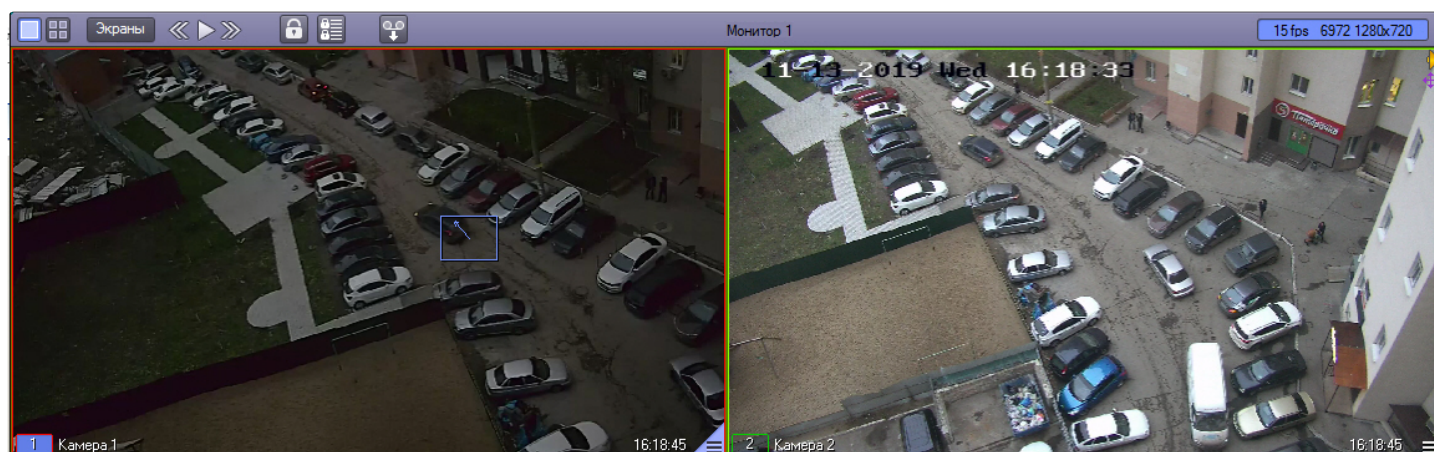 Экраны
Монитор 1
15 fps 6972 1280x720
11-13-2019 Wed 16:18:33
Пятёрочка
1 Камера 1
16:18:45
2 Камера 2
16:18:45